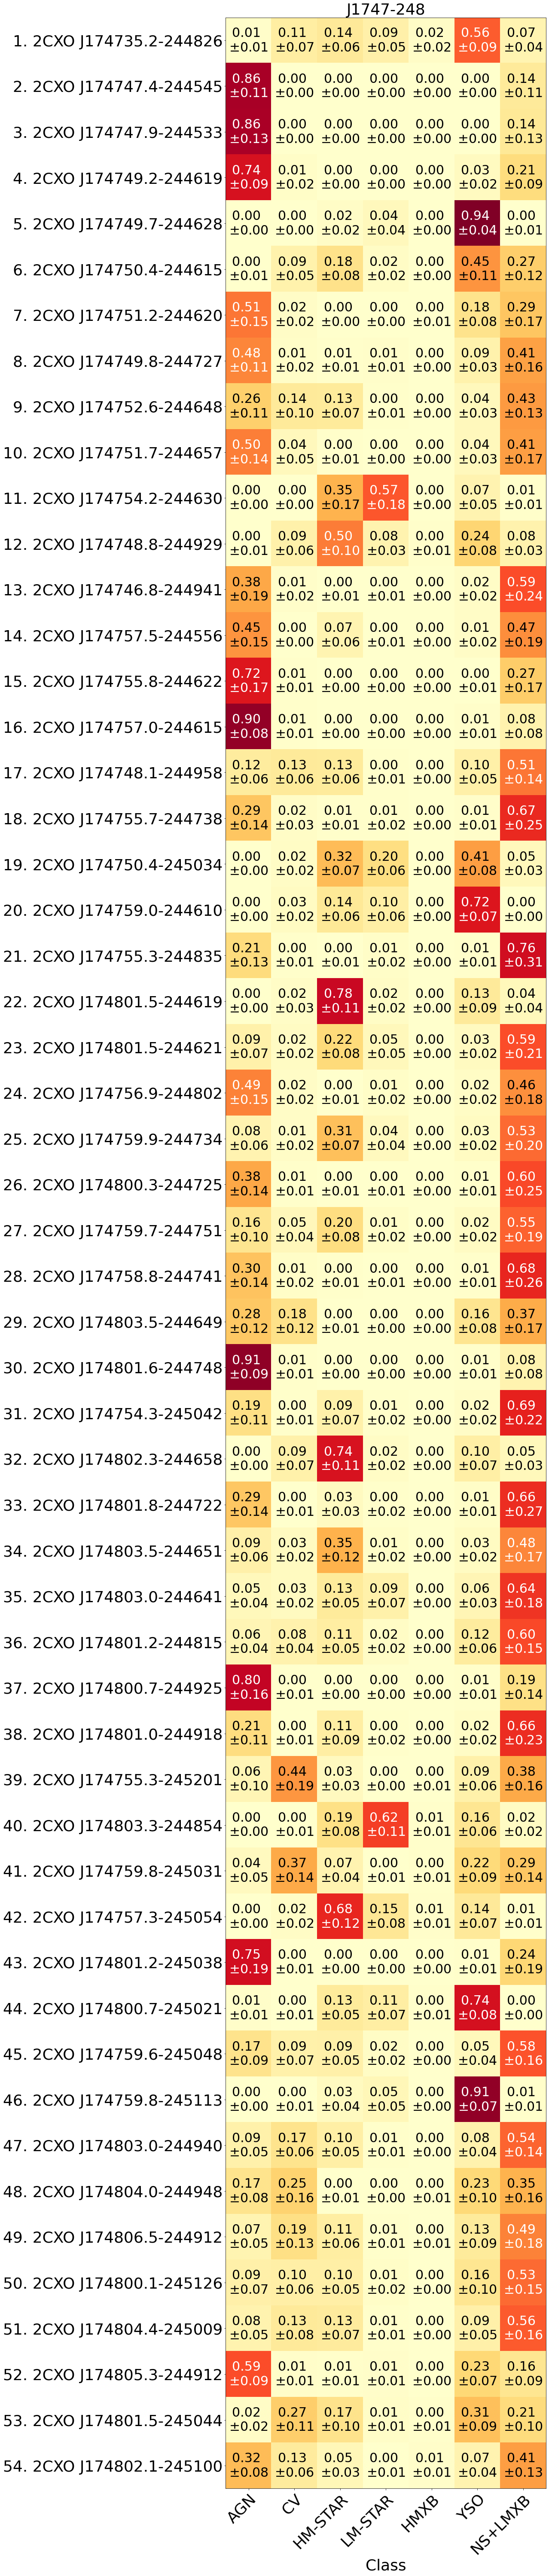 J1747-248
1. 2CXO J174735.2-244826 0.01 0.11 0.14 0.09 0.02 0.56 0.07
±0.01 ±0.07 ±0.06 ±0.05 ±0.02 ±0.09 ±0.04
2. 2CXO J174747.4-244545 0.86 0.00 0.00 0.00 0.00 0.00 0.14
±0.11 ±0.00 ±0.00 ±0.00 ±0.00 ±0.00 ±0.11
3. 2CXO J174747.9-244533 0.86 0.00 0.00 0.00 0.00 0.00 0.14
±0.13 ±0.00 ±0.00 ±0.00 ±0.00 ±0.00 ±0.13
4. 2CXO J174749.2-244619 0.74 0.01 0.00 0.00 0.00 0.03 0.21
±0.09 ±0.02 ±0.00 ±0.00 ±0.00 ±0.02 ±0.09
5. 2CXO J174749.7-244628 0.00 0.00 0.02 0.04 0.00 0.94 0.00
±0.00 ±0.00 ±0.02 ±0.04 ±0.00 ±0.04 ±0.01
6. 2CXO J174750.4-244615 0.00 0.09 0.18 0.02 0.00 0.45 0.27
±0.01 ±0.05 ±0.08 ±0.02 ±0.00 ±0.11 ±0.12
7. 2CXO J174751.2-244620 0.51 0.02 0.00 0.00 0.00 0.18 0.29
±0.15 ±0.02 ±0.00 ±0.00 ±0.01 ±0.08 ±0.17
8. 2CXO J174749.8-244727 0.48 0.01 0.01 0.01 0.00 0.09 0.41
±0.11 ±0.02 ±0.01 ±0.01 ±0.00 ±0.03 ±0.16
9. 2CXO J174752.6-244648 0.26 0.14 0.13 0.00 0.00 0.04 0.43
±0.11 ±0.10 ±0.07 ±0.01 ±0.00 ±0.03 ±0.13
10. 2CXO J174751.7-244657 0.50 0.04 0.00 0.00 0.00 0.04 0.41
±0.14 ±0.05 ±0.01 ±0.00 ±0.00 ±0.03 ±0.17
11. 2CXO J174754.2-244630 0.00 0.00 0.35 0.57 0.00 0.07 0.01
±0.00 ±0.00 ±0.17 ±0.18 ±0.00 ±0.05 ±0.01
12. 2CXO J174748.8-244929 0.00 0.09 0.50 0.08 0.00 0.24 0.08
±0.01 ±0.06 ±0.10 ±0.03 ±0.01 ±0.08 ±0.03
13. 2CXO J174746.8-244941 0.38 0.01 0.00 0.00 0.00 0.02 0.59
±0.19 ±0.02 ±0.01 ±0.01 ±0.00 ±0.02 ±0.24
14. 2CXO J174757.5-244556 0.45 0.00 0.07 0.00 0.00 0.01 0.47
±0.15 ±0.00 ±0.06 ±0.01 ±0.00 ±0.02 ±0.19
15. 2CXO J174755.8-244622 0.72 0.01 0.00 0.00 0.00 0.00 0.27
±0.17 ±0.01 ±0.00 ±0.00 ±0.00 ±0.01 ±0.17
16. 2CXO J174757.0-244615 0.90 0.01 0.00 0.00 0.00 0.01 0.08
±0.08 ±0.01 ±0.00 ±0.00 ±0.00 ±0.01 ±0.08
17. 2CXO J174748.1-244958 0.12 0.13 0.13 0.00 0.00 0.10 0.51
±0.06 ±0.06 ±0.06 ±0.01 ±0.00 ±0.05 ±0.14
18. 2CXO J174755.7-244738 0.29 0.02 0.01 0.01 0.00 0.01 0.67
±0.14 ±0.03 ±0.01 ±0.02 ±0.00 ±0.01 ±0.25
19. 2CXO J174750.4-245034 0.00 0.02 0.32 0.20 0.00 0.41 0.05
±0.00 ±0.02 ±0.07 ±0.06 ±0.00 ±0.08 ±0.03
20. 2CXO J174759.0-244610 0.00 0.03 0.14 0.10 0.00 0.72 0.00
±0.00 ±0.02 ±0.06 ±0.06 ±0.00 ±0.07 ±0.00
21. 2CXO J174755.3-244835 0.21 0.00 0.00 0.01 0.00 0.01 0.76
±0.13 ±0.01 ±0.01 ±0.02 ±0.00 ±0.01 ±0.31
22. 2CXO J174801.5-244619 0.00 0.02 0.78 0.02 0.00 0.13 0.04
±0.00 ±0.03 ±0.11 ±0.02 ±0.00 ±0.09 ±0.04
23. 2CXO J174801.5-244621 0.09 0.02 0.22 0.05 0.00 0.03 0.59
±0.07 ±0.02 ±0.08 ±0.05 ±0.00 ±0.02 ±0.21
24. 2CXO J174756.9-244802 0.49 0.02 0.00 0.01 0.00 0.02 0.46
±0.15 ±0.02 ±0.01 ±0.02 ±0.00 ±0.02 ±0.18
25. 2CXO J174759.9-244734 0.08 0.01 0.31 0.04 0.00 0.03 0.53
±0.06 ±0.02 ±0.07 ±0.04 ±0.00 ±0.02 ±0.20
26. 2CXO J174800.3-244725 0.38 0.01 0.00 0.00 0.00 0.01 0.60
±0.14 ±0.01 ±0.01 ±0.01 ±0.00 ±0.01 ±0.25
27. 2CXO J174759.7-244751 0.16 0.05 0.20 0.01 0.00 0.02 0.55
±0.10 ±0.04 ±0.08 ±0.02 ±0.00 ±0.02 ±0.19
28. 2CXO J174758.8-244741 0.30 0.01 0.00 0.00 0.00 0.01 0.68
±0.14 ±0.02 ±0.01 ±0.01 ±0.00 ±0.01 ±0.26
29. 2CXO J174803.5-244649 0.28 0.18 0.00 0.00 0.00 0.16 0.37
±0.12 ±0.12 ±0.01 ±0.00 ±0.00 ±0.08 ±0.17
30. 2CXO J174801.6-244748 0.91 0.01 0.00 0.00 0.00 0.01 0.08
±0.09 ±0.01 ±0.00 ±0.00 ±0.00 ±0.01 ±0.08
31. 2CXO J174754.3-245042 0.19 0.00 0.09 0.01 0.00 0.02 0.69
±0.11 ±0.01 ±0.07 ±0.02 ±0.00 ±0.02 ±0.22
32. 2CXO J174802.3-244658 0.00 0.09 0.74 0.02 0.00 0.10 0.05
±0.00 ±0.07 ±0.11 ±0.02 ±0.00 ±0.07 ±0.03
33. 2CXO J174801.8-244722 0.29 0.00 0.03 0.00 0.00 0.01 0.66
±0.14 ±0.01 ±0.03 ±0.02 ±0.00 ±0.01 ±0.27
34. 2CXO J174803.5-244651 0.09 0.03 0.35 0.01 0.00 0.03 0.48
±0.06 ±0.02 ±0.12 ±0.02 ±0.00 ±0.02 ±0.17
35. 2CXO J174803.0-244641 0.05 0.03 0.13 0.09 0.00 0.06 0.64
±0.04 ±0.02 ±0.05 ±0.07 ±0.00 ±0.03 ±0.18
36. 2CXO J174801.2-244815 0.06 0.08 0.11 0.02 0.00 0.12 0.60
±0.04 ±0.04 ±0.05 ±0.02 ±0.00 ±0.06 ±0.15
37. 2CXO J174800.7-244925 0.80 0.00 0.00 0.00 0.00 0.01 0.19
±0.16 ±0.01 ±0.00 ±0.00 ±0.00 ±0.01 ±0.14
38. 2CXO J174801.0-244918 0.21 0.00 0.11 0.00 0.00 0.02 0.66
±0.11 ±0.01 ±0.09 ±0.02 ±0.00 ±0.02 ±0.23
39. 2CXO J174755.3-245201 0.06 0.44 0.03 0.00 0.00 0.09 0.38
±0.10 ±0.19 ±0.03 ±0.00 ±0.01 ±0.06 ±0.16
40. 2CXO J174803.3-244854 0.00 0.00 0.19 0.62 0.01 0.16 0.02
±0.00 ±0.01 ±0.08 ±0.11 ±0.01 ±0.06 ±0.02
41. 2CXO J174759.8-245031 0.04 0.37 0.07 0.00 0.00 0.22 0.29
±0.05 ±0.14 ±0.04 ±0.01 ±0.01 ±0.09 ±0.14
42. 2CXO J174757.3-245054 0.00 0.02 0.68 0.15 0.01 0.14 0.01
±0.00 ±0.02 ±0.12 ±0.08 ±0.01 ±0.07 ±0.01
43. 2CXO J174801.2-245038 0.75 0.00 0.00 0.00 0.00 0.01 0.24
±0.19 ±0.01 ±0.00 ±0.00 ±0.00 ±0.01 ±0.19
44. 2CXO J174800.7-245021 0.01 0.00 0.13 0.11 0.00 0.74 0.00
±0.01 ±0.01 ±0.05 ±0.07 ±0.01 ±0.08 ±0.00
45. 2CXO J174759.6-245048 0.17 0.09 0.09 0.02 0.00 0.05 0.58
±0.09 ±0.07 ±0.05 ±0.02 ±0.00 ±0.04 ±0.16
46. 2CXO J174759.8-245113 0.00 0.00 0.03 0.05 0.00 0.91 0.01
±0.00 ±0.01 ±0.04 ±0.05 ±0.00 ±0.07 ±0.01
47. 2CXO J174803.0-244940 0.09 0.17 0.10 0.01 0.00 0.08 0.54
±0.05 ±0.06 ±0.05 ±0.01 ±0.00 ±0.04 ±0.14
48. 2CXO J174804.0-244948 0.17 0.25 0.00 0.00 0.00 0.23 0.35
±0.08 ±0.16 ±0.01 ±0.00 ±0.01 ±0.10 ±0.16
49. 2CXO J174806.5-244912 0.07 0.19 0.11 0.01 0.00 0.13 0.49
±0.05 ±0.13 ±0.06 ±0.01 ±0.01 ±0.09 ±0.18
50. 2CXO J174800.1-245126 0.09 0.10 0.10 0.01 0.00 0.16 0.53
±0.07 ±0.06 ±0.05 ±0.01 ±0.00 ±0.10 ±0.15
51. 2CXO J174804.4-245009 0.08 0.13 0.13 0.01 0.00 0.09 0.56
±0.05 ±0.08 ±0.07 ±0.01 ±0.00 ±0.05 ±0.16
52. 2CXO J174805.3-244912 0.59 0.01 0.01 0.01 0.00 0.23 0.16
±0.09 ±0.01 ±0.01 ±0.01 ±0.00 ±0.07 ±0.09
53. 2CXO J174801.5-245044 0.02 0.27 0.17 0.01 0.00 0.31 0.21
±0.02 ±0.11 ±0.10 ±0.01 ±0.00 ±0.09 ±0.10
54. 2CXO J174802.1-245100 0.32 0.13 0.05 0.00 0.01 0.07 0.41
±0.08 ±0.06 ±0.03 ±0.01 ±0.01 ±0.04 ±0.13
AGN CV HM-STAR LM-STAR HMXB YSO NS+LMXB
Class